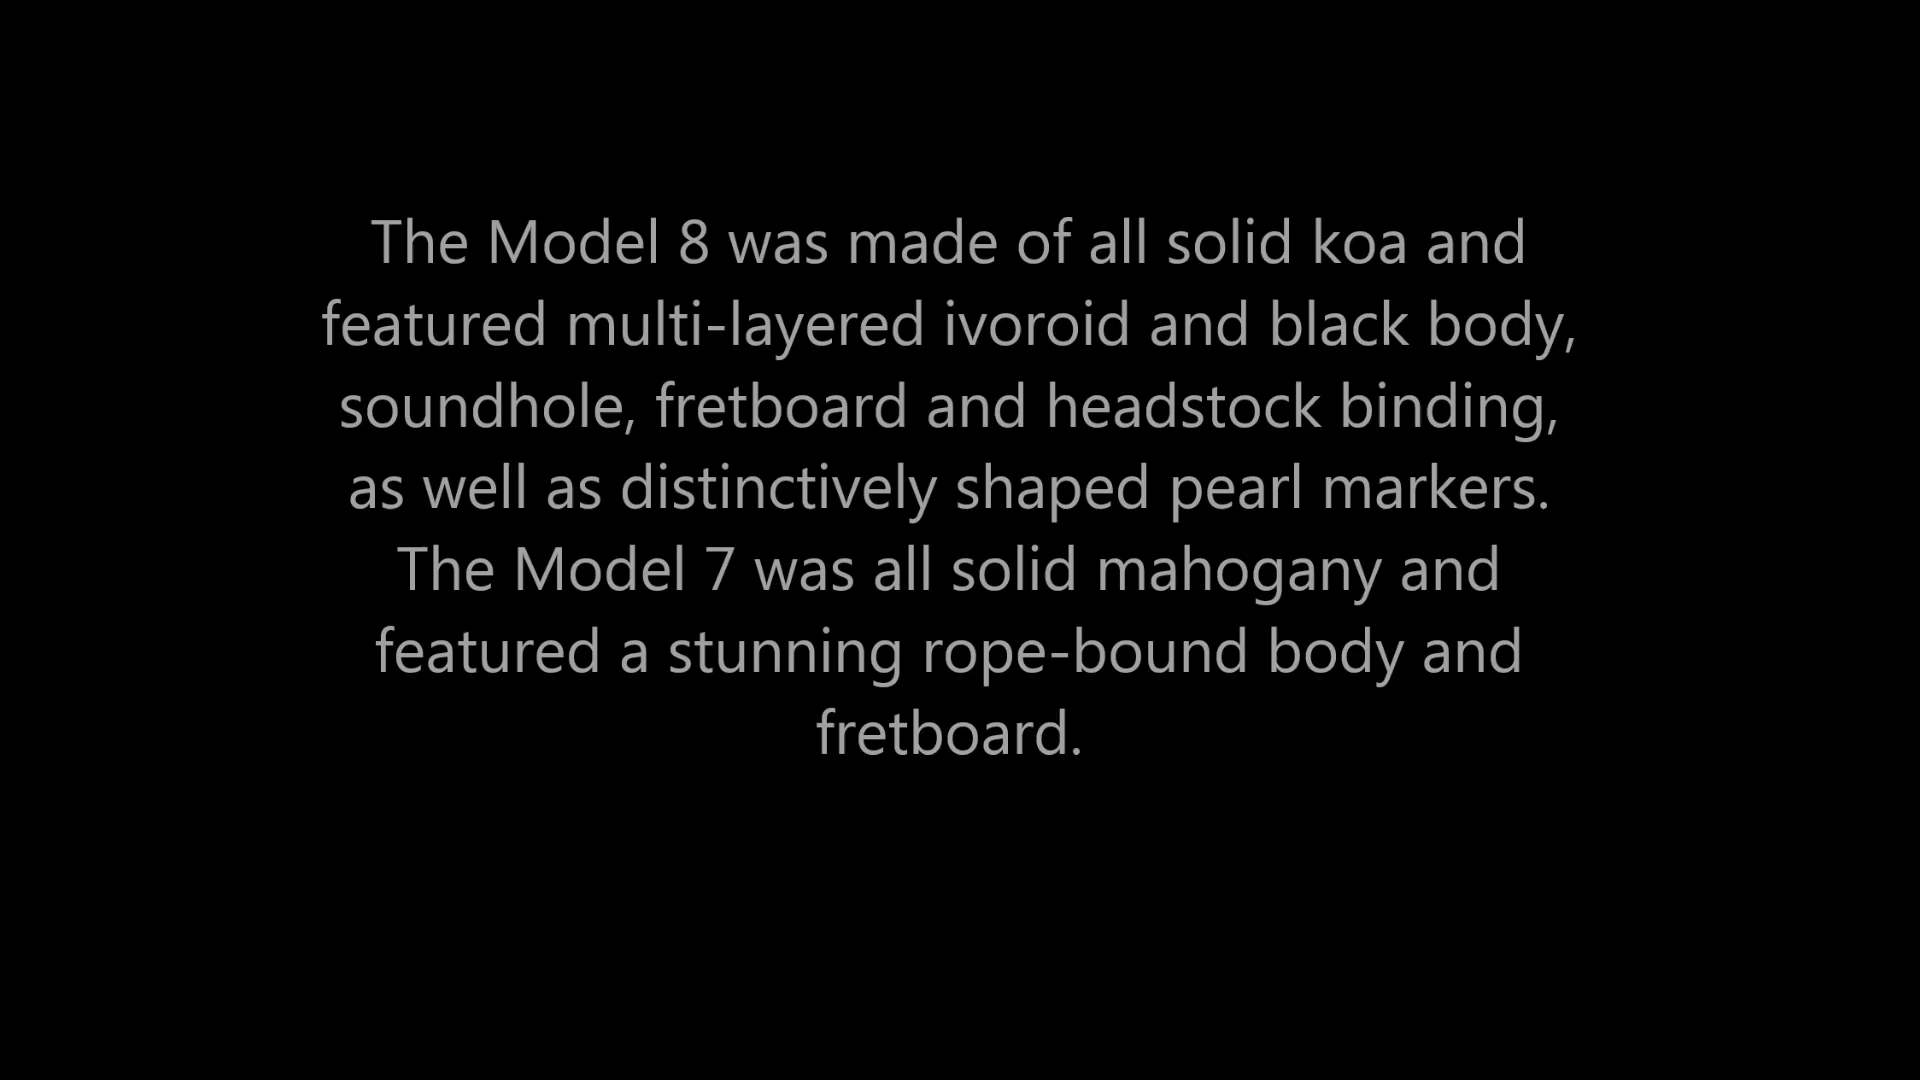 The Model 8 was made of all solid koa and
featured multi-layered ivoroid and black body,
soundhole, fretboard and headstock binding,
as well as distinctively shaped pearl markers.
The Model 7 was all solid mahogany and
featured a stunning rope-bound body and
fretboard.